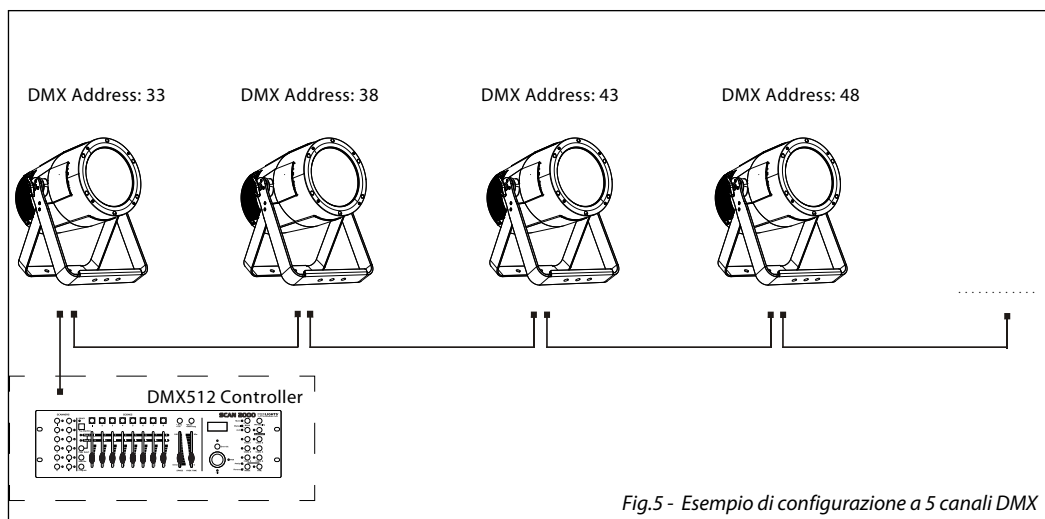 DMX Address: 33 DMX Address: 38 DMX Address: 43 DMX Address: 48
DMX512 Controller
SCAN 2000
Fig.5 - Esempio di configurazione a 5 canali DMX